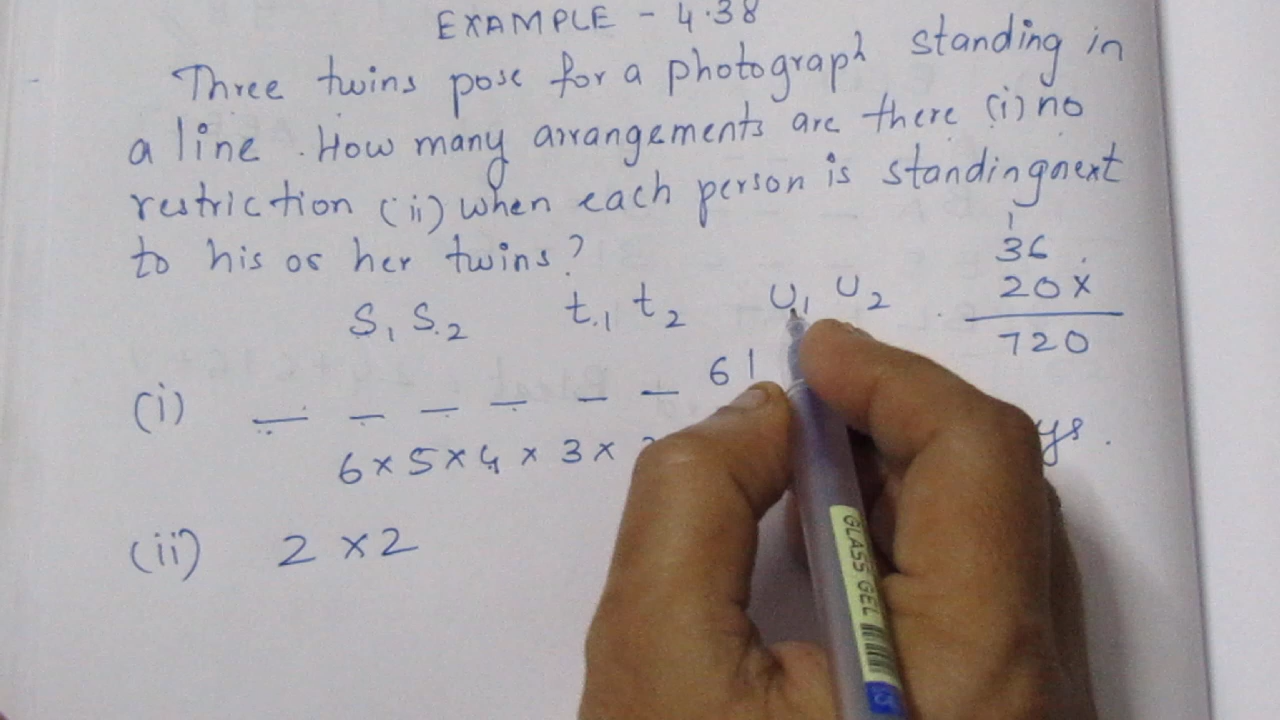 EXAMPLE - 4.38
Three twins pose for a photograph standing in
a line. How many arrangements are there (i) no
restriction (ii) when each person is standing next
to his or her twins?
S1 S2 t1 t2 U1 U2
36
20 x
720
(i) — — — — — — 6!
6 x 5 x 4 x 3 x
(ii) 2 x 2
GLASS GEL